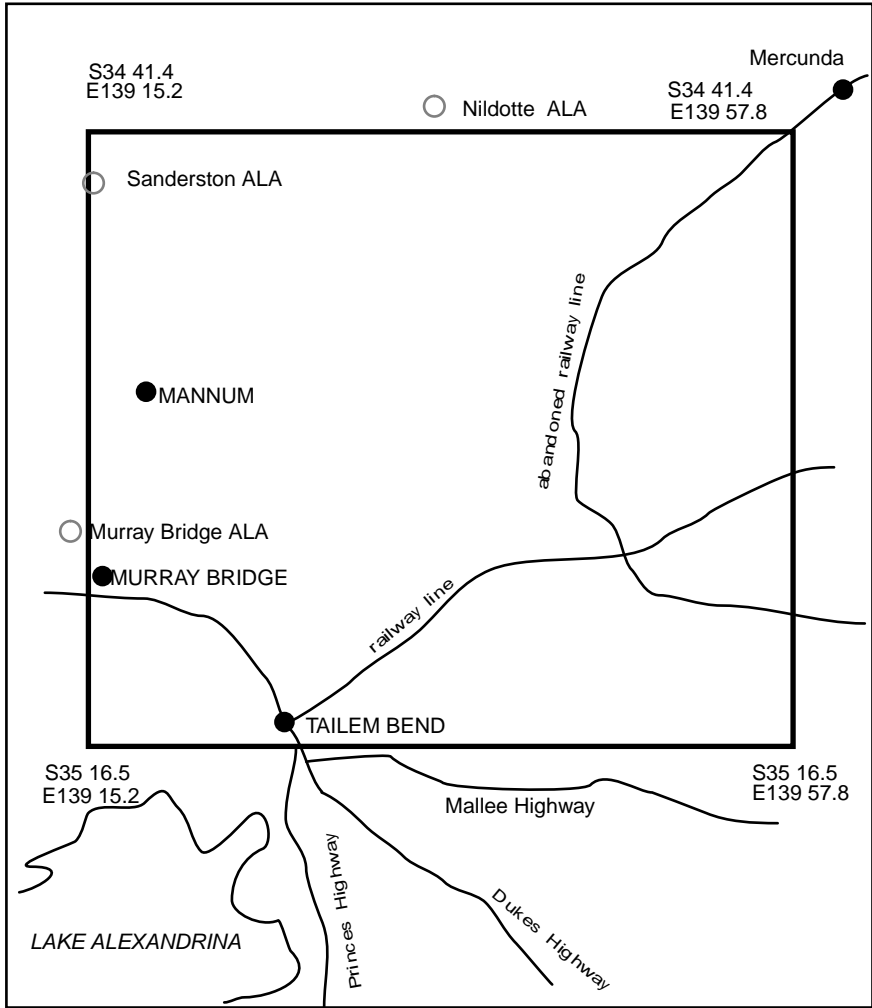 Mercunda
S34 41.4
E139 15.2
S34 41.4
E139 57.8
Nildotte ALA
Sanderston ALA
abandoned railway line
MANNUM
Murray Bridge ALA
MURRAY BRIDGE
railway line
TAILEM BEND
S35 16.5
E139 15.2
S35 16.5
E139 57.8
Mallee Highway
Princes Highway
Dukes Highway
LAKE ALEXANDRINA